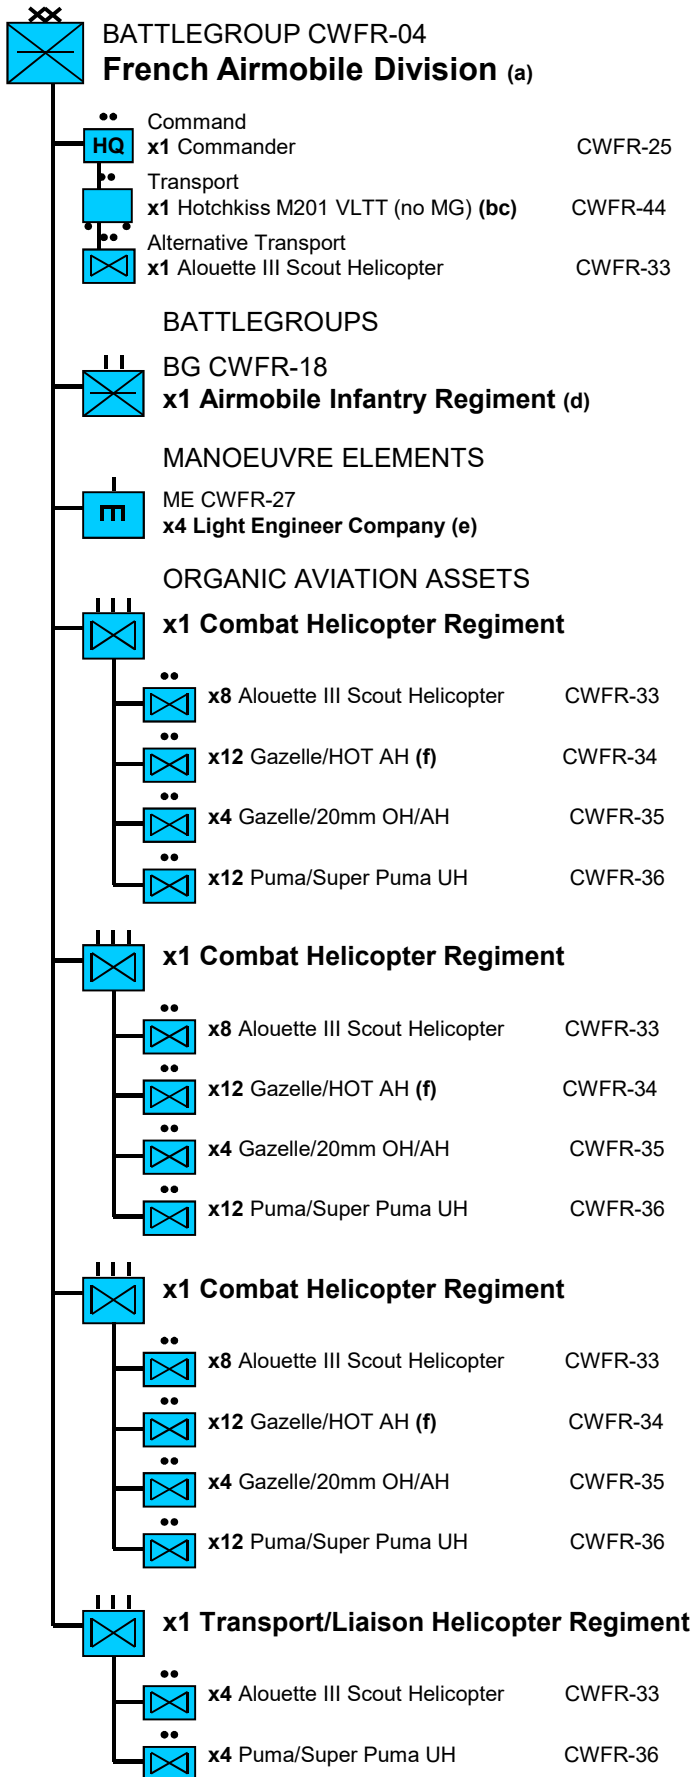 BATTLEGROUP CWFR-04
French Airmobile Division (a)
Command
HQ x1 Commander CWFR-25
Transport
x1 Hotchkiss M201 VLTT (no MG) (bc) CWFR-44
Alternative Transport
x1 Alouette III Scout Helicopter CWFR-33
BATTLEGROUPS
BG CWFR-18
x1 Airmobile Infantry Regiment (d)
MANOEUVRE ELEMENTS
ME CWFR-27
x4 Light Engineer Company (e)
ORGANIC AVIATION ASSETS
x1 Combat Helicopter Regiment
x8 Alouette III Scout Helicopter CWFR-33
x12 Gazelle/HOT AH (f) CWFR-34
x4 Gazelle/20mm OH/AH CWFR-35
x12 Puma/Super Puma UH CWFR-36
x1 Combat Helicopter Regiment
x8 Alouette III Scout Helicopter CWFR-33
x12 Gazelle/HOT AH (f) CWFR-34
x4 Gazelle/20mm OH/AH CWFR-35
x12 Puma/Super Puma UH CWFR-36
x1 Combat Helicopter Regiment
x8 Alouette III Scout Helicopter CWFR-33
x12 Gazelle/HOT AH (f) CWFR-34
x4 Gazelle/20mm OH/AH CWFR-35
x12 Puma/Super Puma UH CWFR-36
x1 Transport/Liaison Helicopter Regiment
x4 Alouette III Scout Helicopter CWFR-33
x4 Puma/Super Puma UH CWFR-36